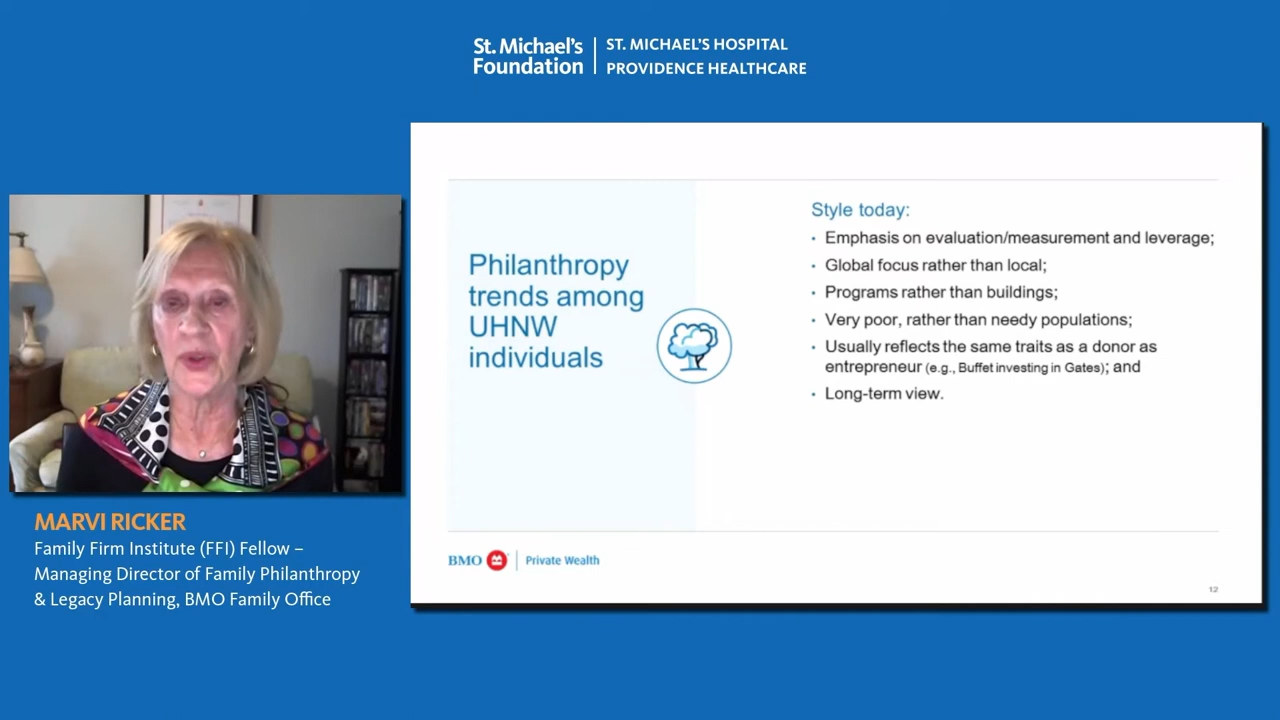 St. Michael's
Foundation
ST. MICHAEL'S HOSPITAL
PROVIDENCE HEALTHCARE
Philanthropy
trends among
UHNW
individuals
Style today:
• Emphasis on evaluation/measurement and leverage;
• Global focus rather than local;
• Programs rather than buildings;
• Very poor, rather than needy populations;
• Usually reflects the same traits as a donor as
entrepreneur (e.g., Buffet investing in Gates); and
• Long-term view.
BMO Private Wealth
12
MARVI RICKER
Family Firm Institute (FFI) Fellow –
Managing Director of Family Philanthropy
& Legacy Planning, BMO Family Office